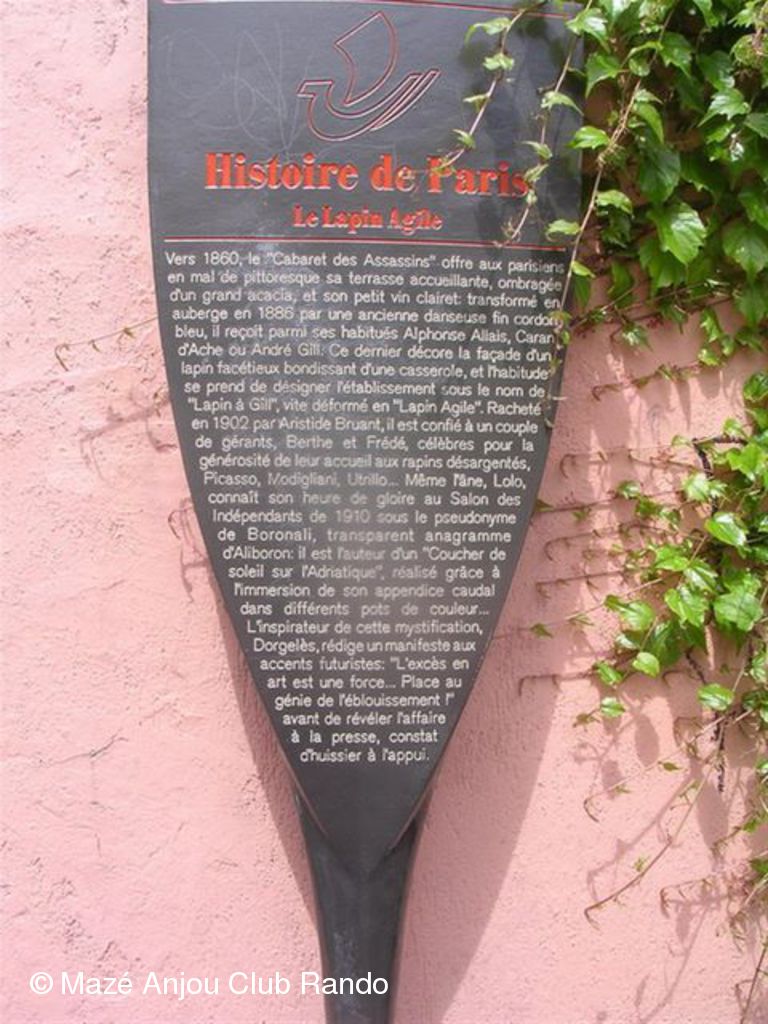 Histoire de Paris
Le Lapin Agile
Vers 1860, le "Cabaret des Assassins" offre aux parisiens
en mal de pittoresque sa terrasse accueillante, ombragée
d'un grand acacia, et son petit vin clairet: transformé en
auberge en 1886 par une ancienne danseuse fin cordon
bleu, il reçoit parmi ses habitués Alphonse Allais, Caran
d'Ache ou André Gill. Ce dernier décore la façade d'un
lapin facétieux bondissant d'une casserole, et l'habitude
se prend de désigner l'établissement sous le nom de
"Lapin à Gill", vite déformé en "Lapin Agile". Racheté
en 1902 par Aristide Bruant, il est confié à un couple
de gérants, Berthe et Frédé, célèbres pour la
générosité de leur accueil aux rapins désargentés,
Picasso, Modigliani, Utrillo... Même l'âne, Lolo,
connaît son heure de gloire au Salon des
Indépendants de 1910 sous le pseudonyme
de Boronali, transparent anagramme
d'Aliboron: il est l'auteur d'un "Coucher de
soleil sur l'Adriatique", réalisé grâce à
l'immersion de son appendice caudal
dans différents pots de couleur...
L'inspirateur de cette mystification,
Dorgelès, rédige un manifeste aux
accents futuristes: "L'excès en
art est une force... Place au
génie de l'éblouissement !"
avant de révéler l'affaire
à la presse, constat
d'huissier à l'appui.
© Mazé Anjou Club Rando